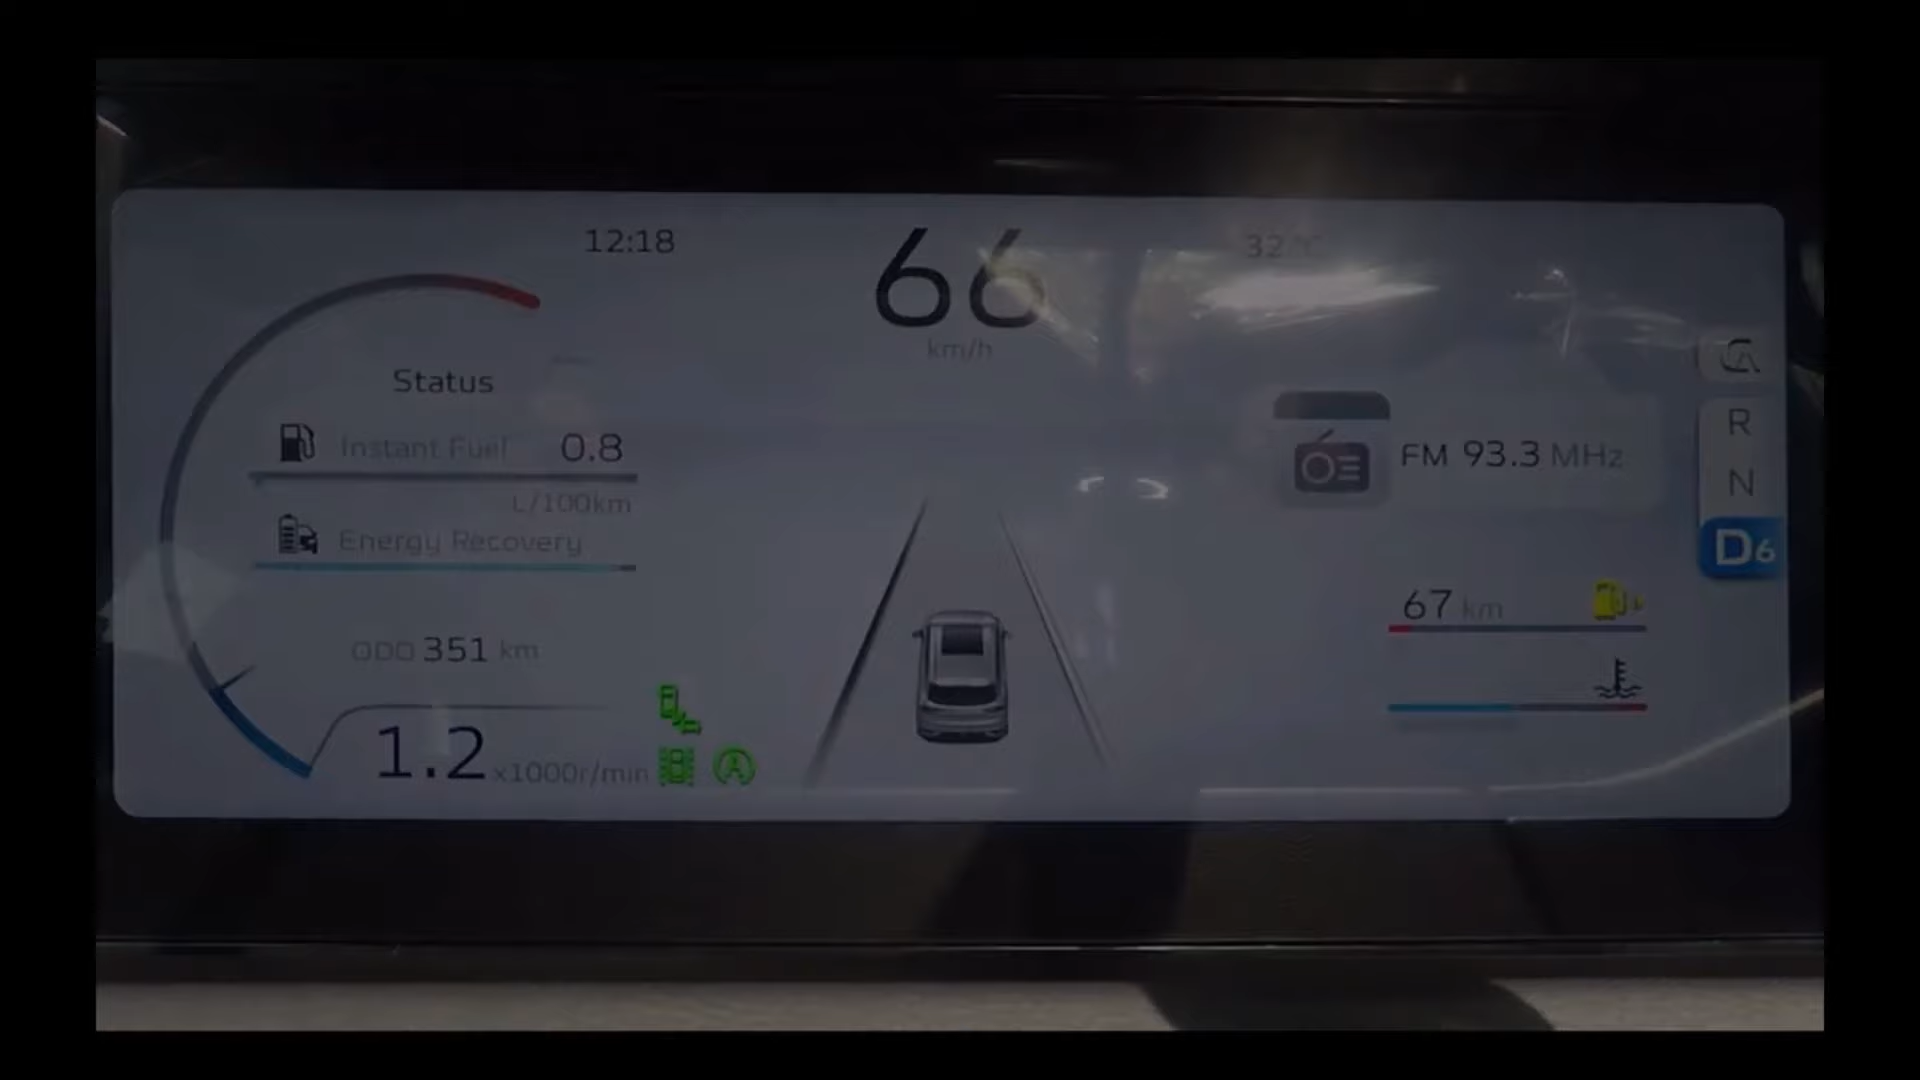 12:18
66
32 °C
km/h
Status
Instant Fuel 0.8
L/100km
Energy Recovery
ODO 351 km
1.2 x1000r/min
FM 93.3 MHz
R
N
D6
67 km